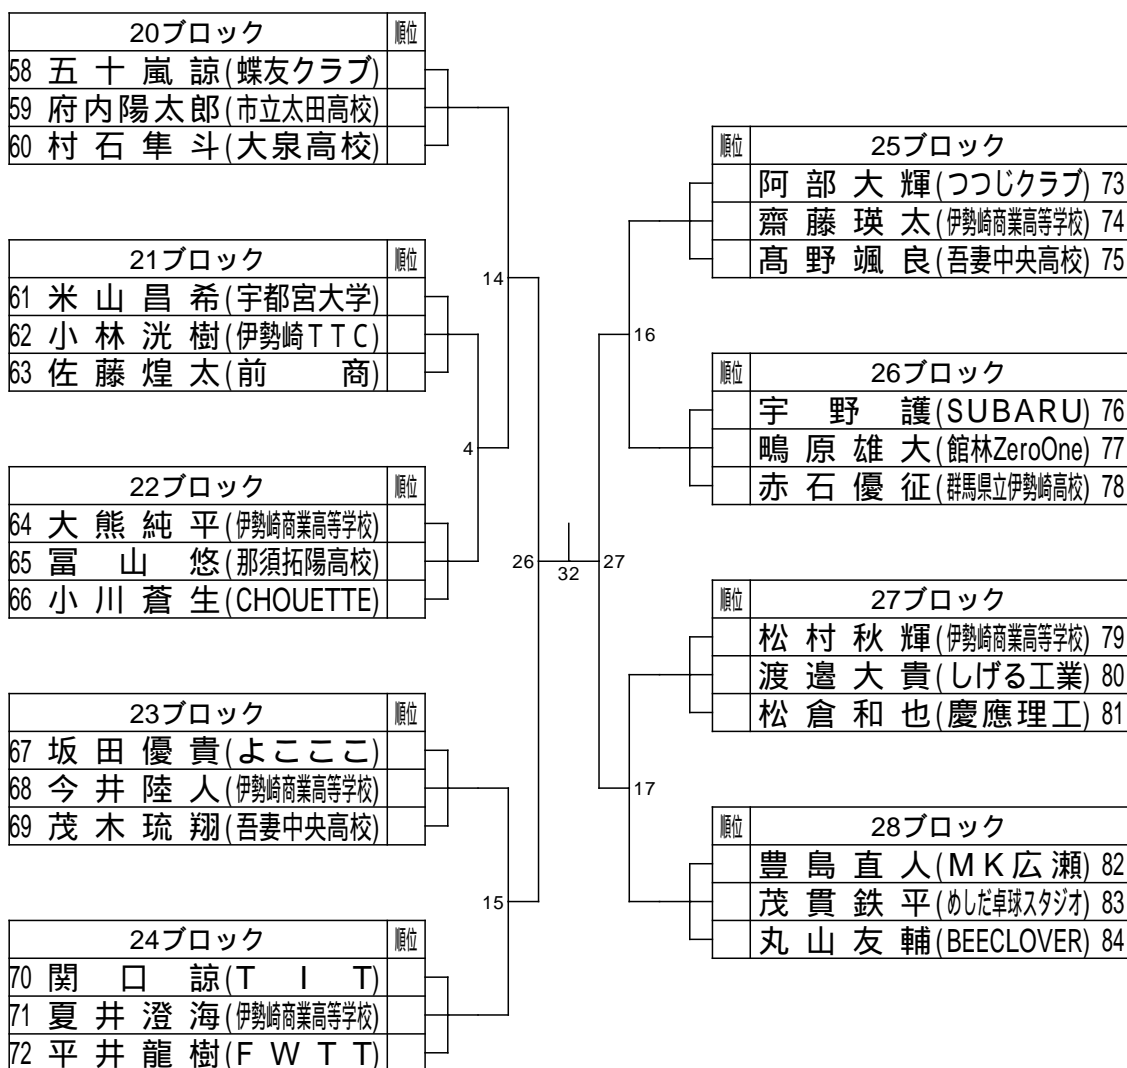 20ブロック 順位
58 五十嵐諒(蝶友クラブ)
59 府内陽太郎(市立太田高校)
60 村石隼斗(大泉高校)
21ブロック 順位
61 米山昌希(宇都宮大学)
62 小林洸樹(伊勢崎TTC)
63 佐藤煌太(前商)
22ブロック 順位
64 大熊純平(伊勢崎商業高等学校)
65 冨山悠(那須拓陽高校)
66 小川蒼生(CHOUETTE)
23ブロック 順位
67 坂田優貴(よこここ)
68 今井陸人(伊勢崎商業高等学校)
69 茂木琉翔(吾妻中央高校)
24ブロック 順位
70 関口諒(TIT)
71 夏井澄海(伊勢崎商業高等学校)
72 平井龍樹(FWTT)
14
4
26
15
32
27
16
17
順位 25ブロック
阿部大輝(つつじクラブ) 73
齋藤瑛太(伊勢崎商業高等学校) 74
髙野颯良(吾妻中央高校) 75
順位 26ブロック
宇野護(SUBARU) 76
鴫原雄大(館林ZeroOne) 77
赤石優征(群馬県立伊勢崎高校) 78
順位 27ブロック
松村秋輝(伊勢崎商業高等学校) 79
渡邉大貴(しげる工業) 80
松倉和也(慶應理工) 81
順位 28ブロック
豊島直人(MK広瀬) 82
茂貫鉄平(めしだ卓球スタジオ) 83
丸山友輔(BEECLOVER) 84